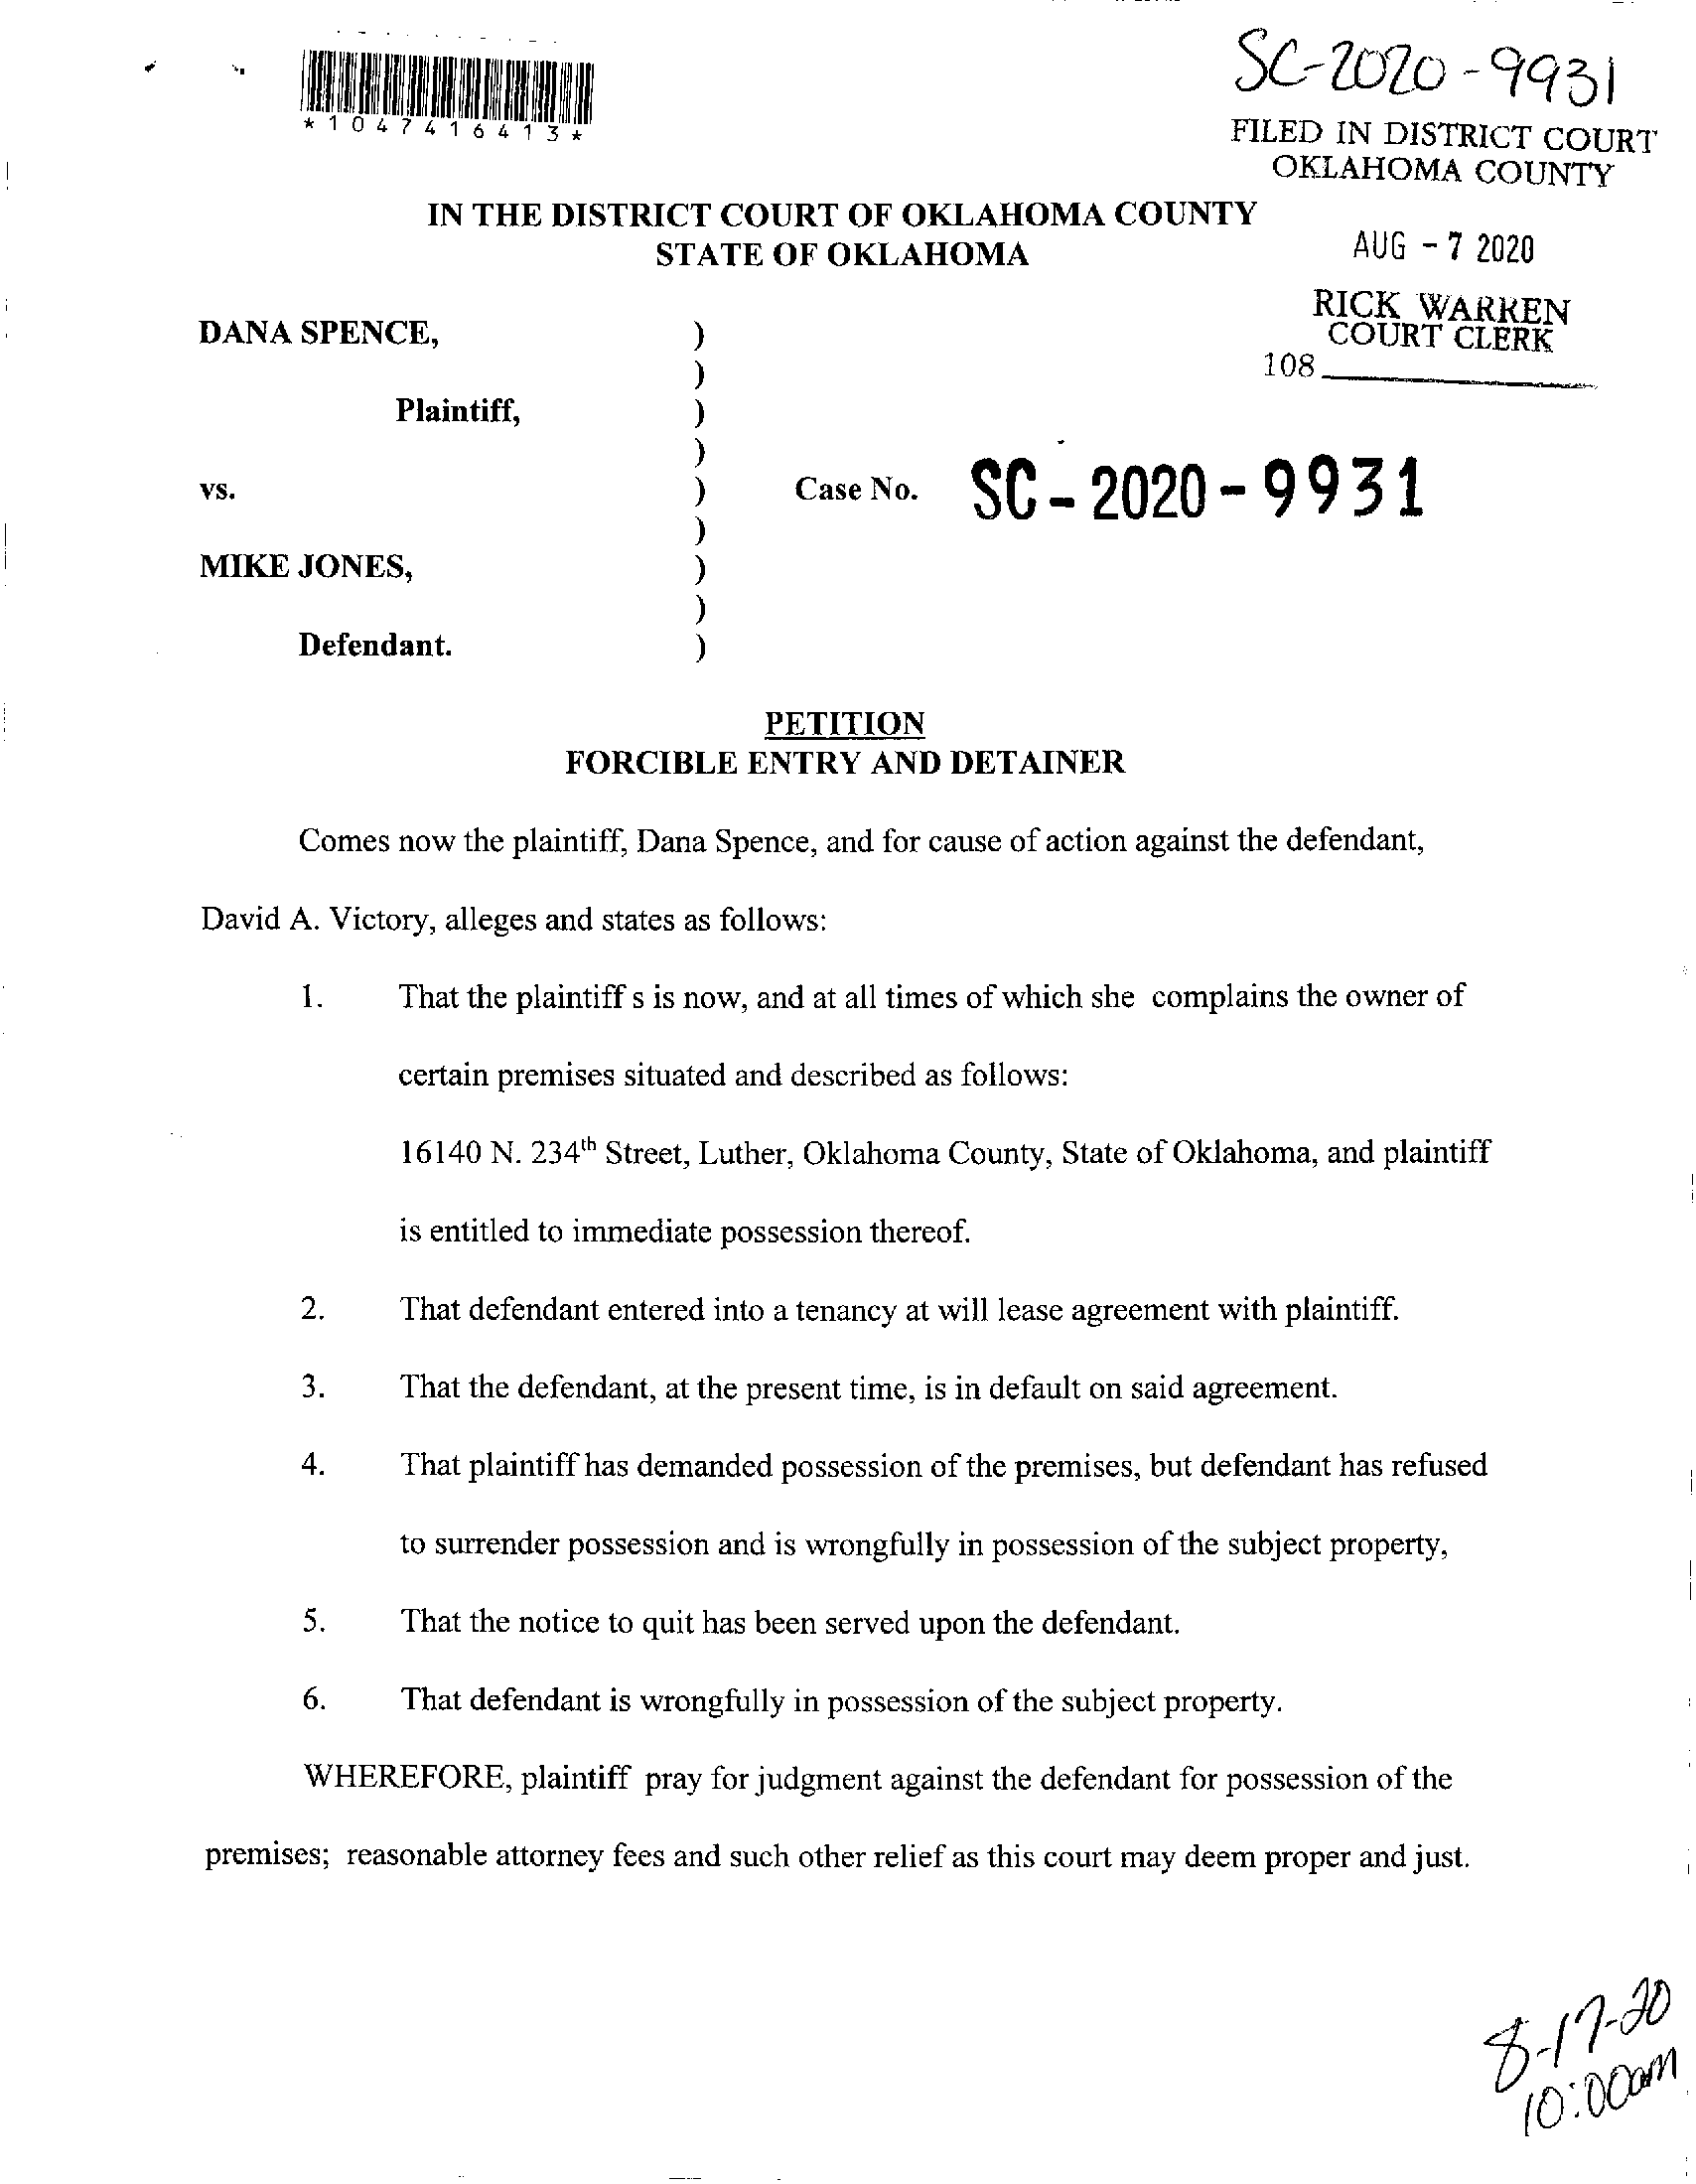 SC-2020-9931
*1047416413*
FILED IN DISTRICT COURT
OKLAHOMA COUNTY
IN THE DISTRICT COURT OF OKLAHOMA COUNTY
STATE OF OKLAHOMA
AUG - 7 2020
RICK WARREN
COURT CLERK
108
DANA SPENCE, )
)
Plaintiff, )
)
vs. ) Case No. SC-2020-9931
)
MIKE JONES, )
)
Defendant. )
PETITION
FORCIBLE ENTRY AND DETAINER
Comes now the plaintiff, Dana Spence, and for cause of action against the defendant,
David A. Victory, alleges and states as follows:
1. That the plaintiff s is now, and at all times of which she complains the owner of
certain premises situated and described as follows:
16140 N. 234th Street, Luther, Oklahoma County, State of Oklahoma, and plaintiff
is entitled to immediate possession thereof.
2. That defendant entered into a tenancy at will lease agreement with plaintiff.
3. That the defendant, at the present time, is in default on said agreement.
4. That plaintiff has demanded possession of the premises, but defendant has refused
to surrender possession and is wrongfully in possession of the subject property,
5. That the notice to quit has been served upon the defendant.
6. That defendant is wrongfully in possession of the subject property.
WHEREFORE, plaintiff pray for judgment against the defendant for possession of the
premises; reasonable attorney fees and such other relief as this court may deem proper and just.
8-17-20
10:00am